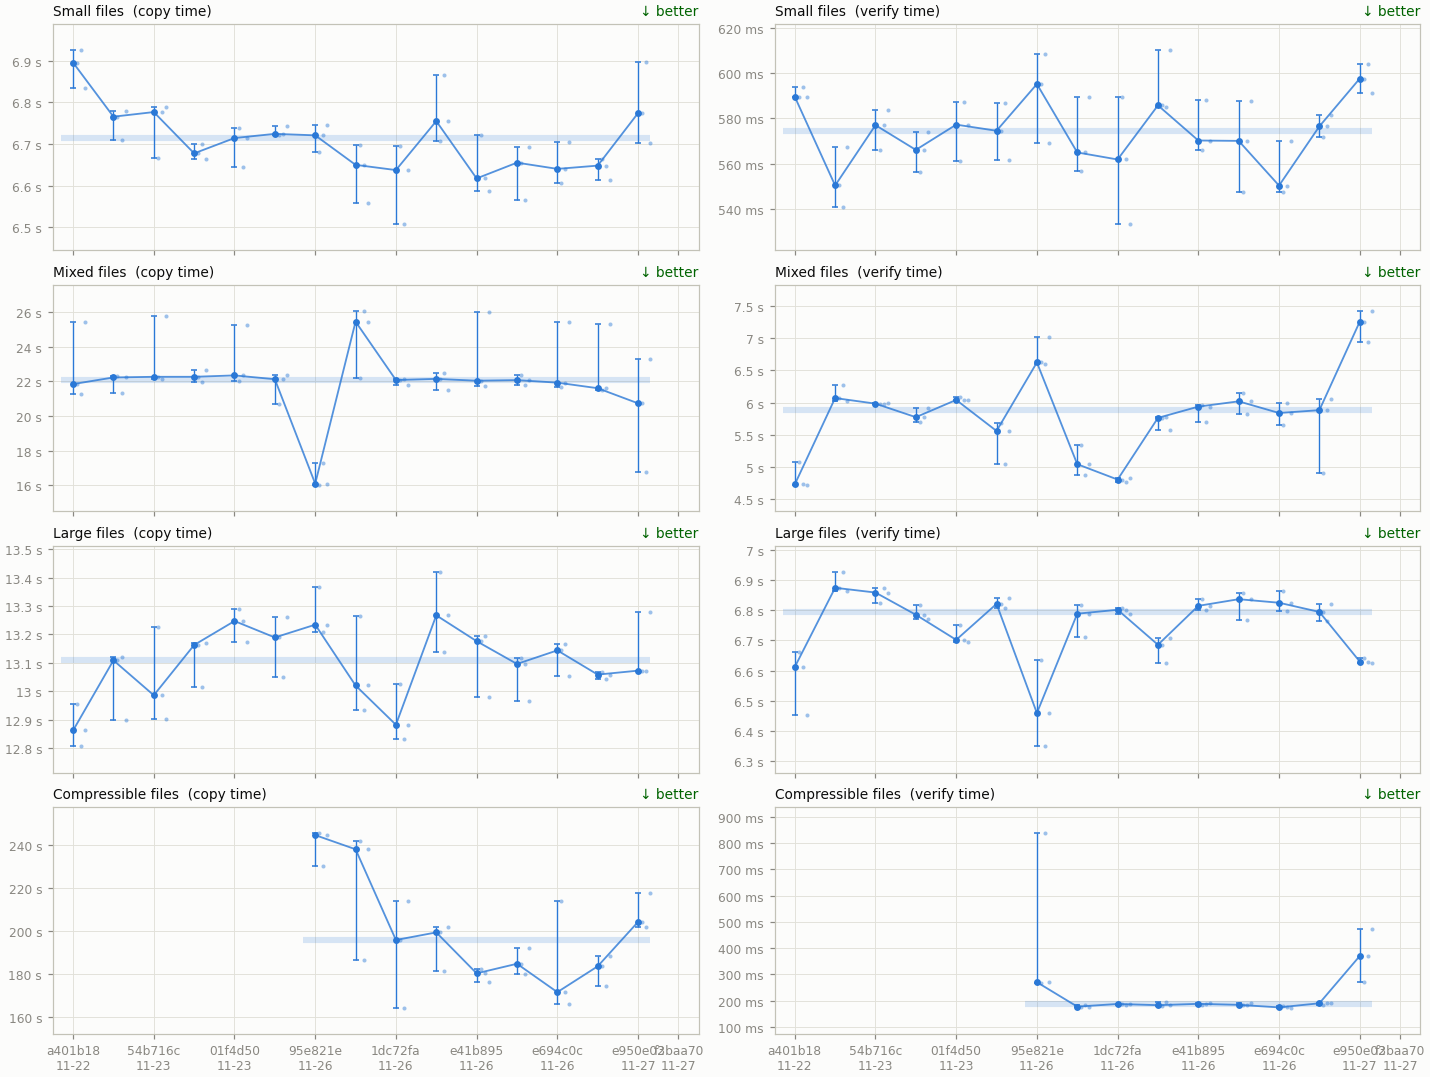 Small files  (copy time) ↓ better
6.9 s
6.8 s
6.7 s
6.6 s
6.5 s
Small files  (verify time) ↓ better
620 ms
600 ms
580 ms
560 ms
540 ms
Mixed files  (copy time) ↓ better
26 s
24 s
22 s
20 s
18 s
16 s
Mixed files  (verify time) ↓ better
7.5 s
7 s
6.5 s
6 s
5.5 s
5 s
4.5 s
Large files  (copy time) ↓ better
13.5 s
13.4 s
13.3 s
13.2 s
13.1 s
13 s
12.9 s
12.8 s
Large files  (verify time) ↓ better
7 s
6.9 s
6.8 s
6.7 s
6.6 s
6.5 s
6.4 s
6.3 s
Compressible files  (copy time) ↓ better
240 s
220 s
200 s
180 s
160 s
a401b18 54b716c 01f4d50 95e821e 1dc72fa e41b895 e694c0c
11-22 11-23 11-23 11-26 11-26 11-26 11-26 11-27 11-27
Compressible files  (verify time) ↓ better
900 ms
800 ms
700 ms
600 ms
500 ms
400 ms
300 ms
200 ms
100 ms
a401b18 54b716c 01f4d50 95e821e 1dc72fa e41b895 e694c0c
11-22 11-23 11-23 11-26 11-26 11-26 11-26 11-27 11-27